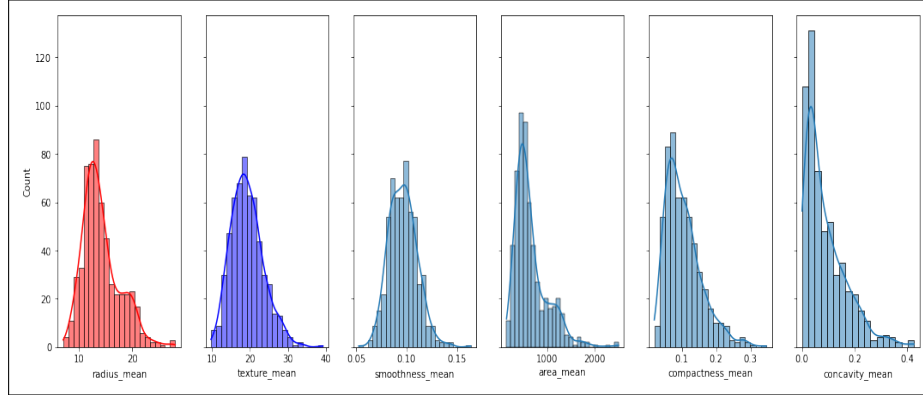 120
100
80
60
40
20
0
Count
10 20
radius_mean
10 20 30 40
texture_mean
0.05 0.10 0.15
smoothness_mean
1000 2000
area_mean
0.1 0.2 0.3
compactness_mean
0.0 0.2 0.4
concavity_mean